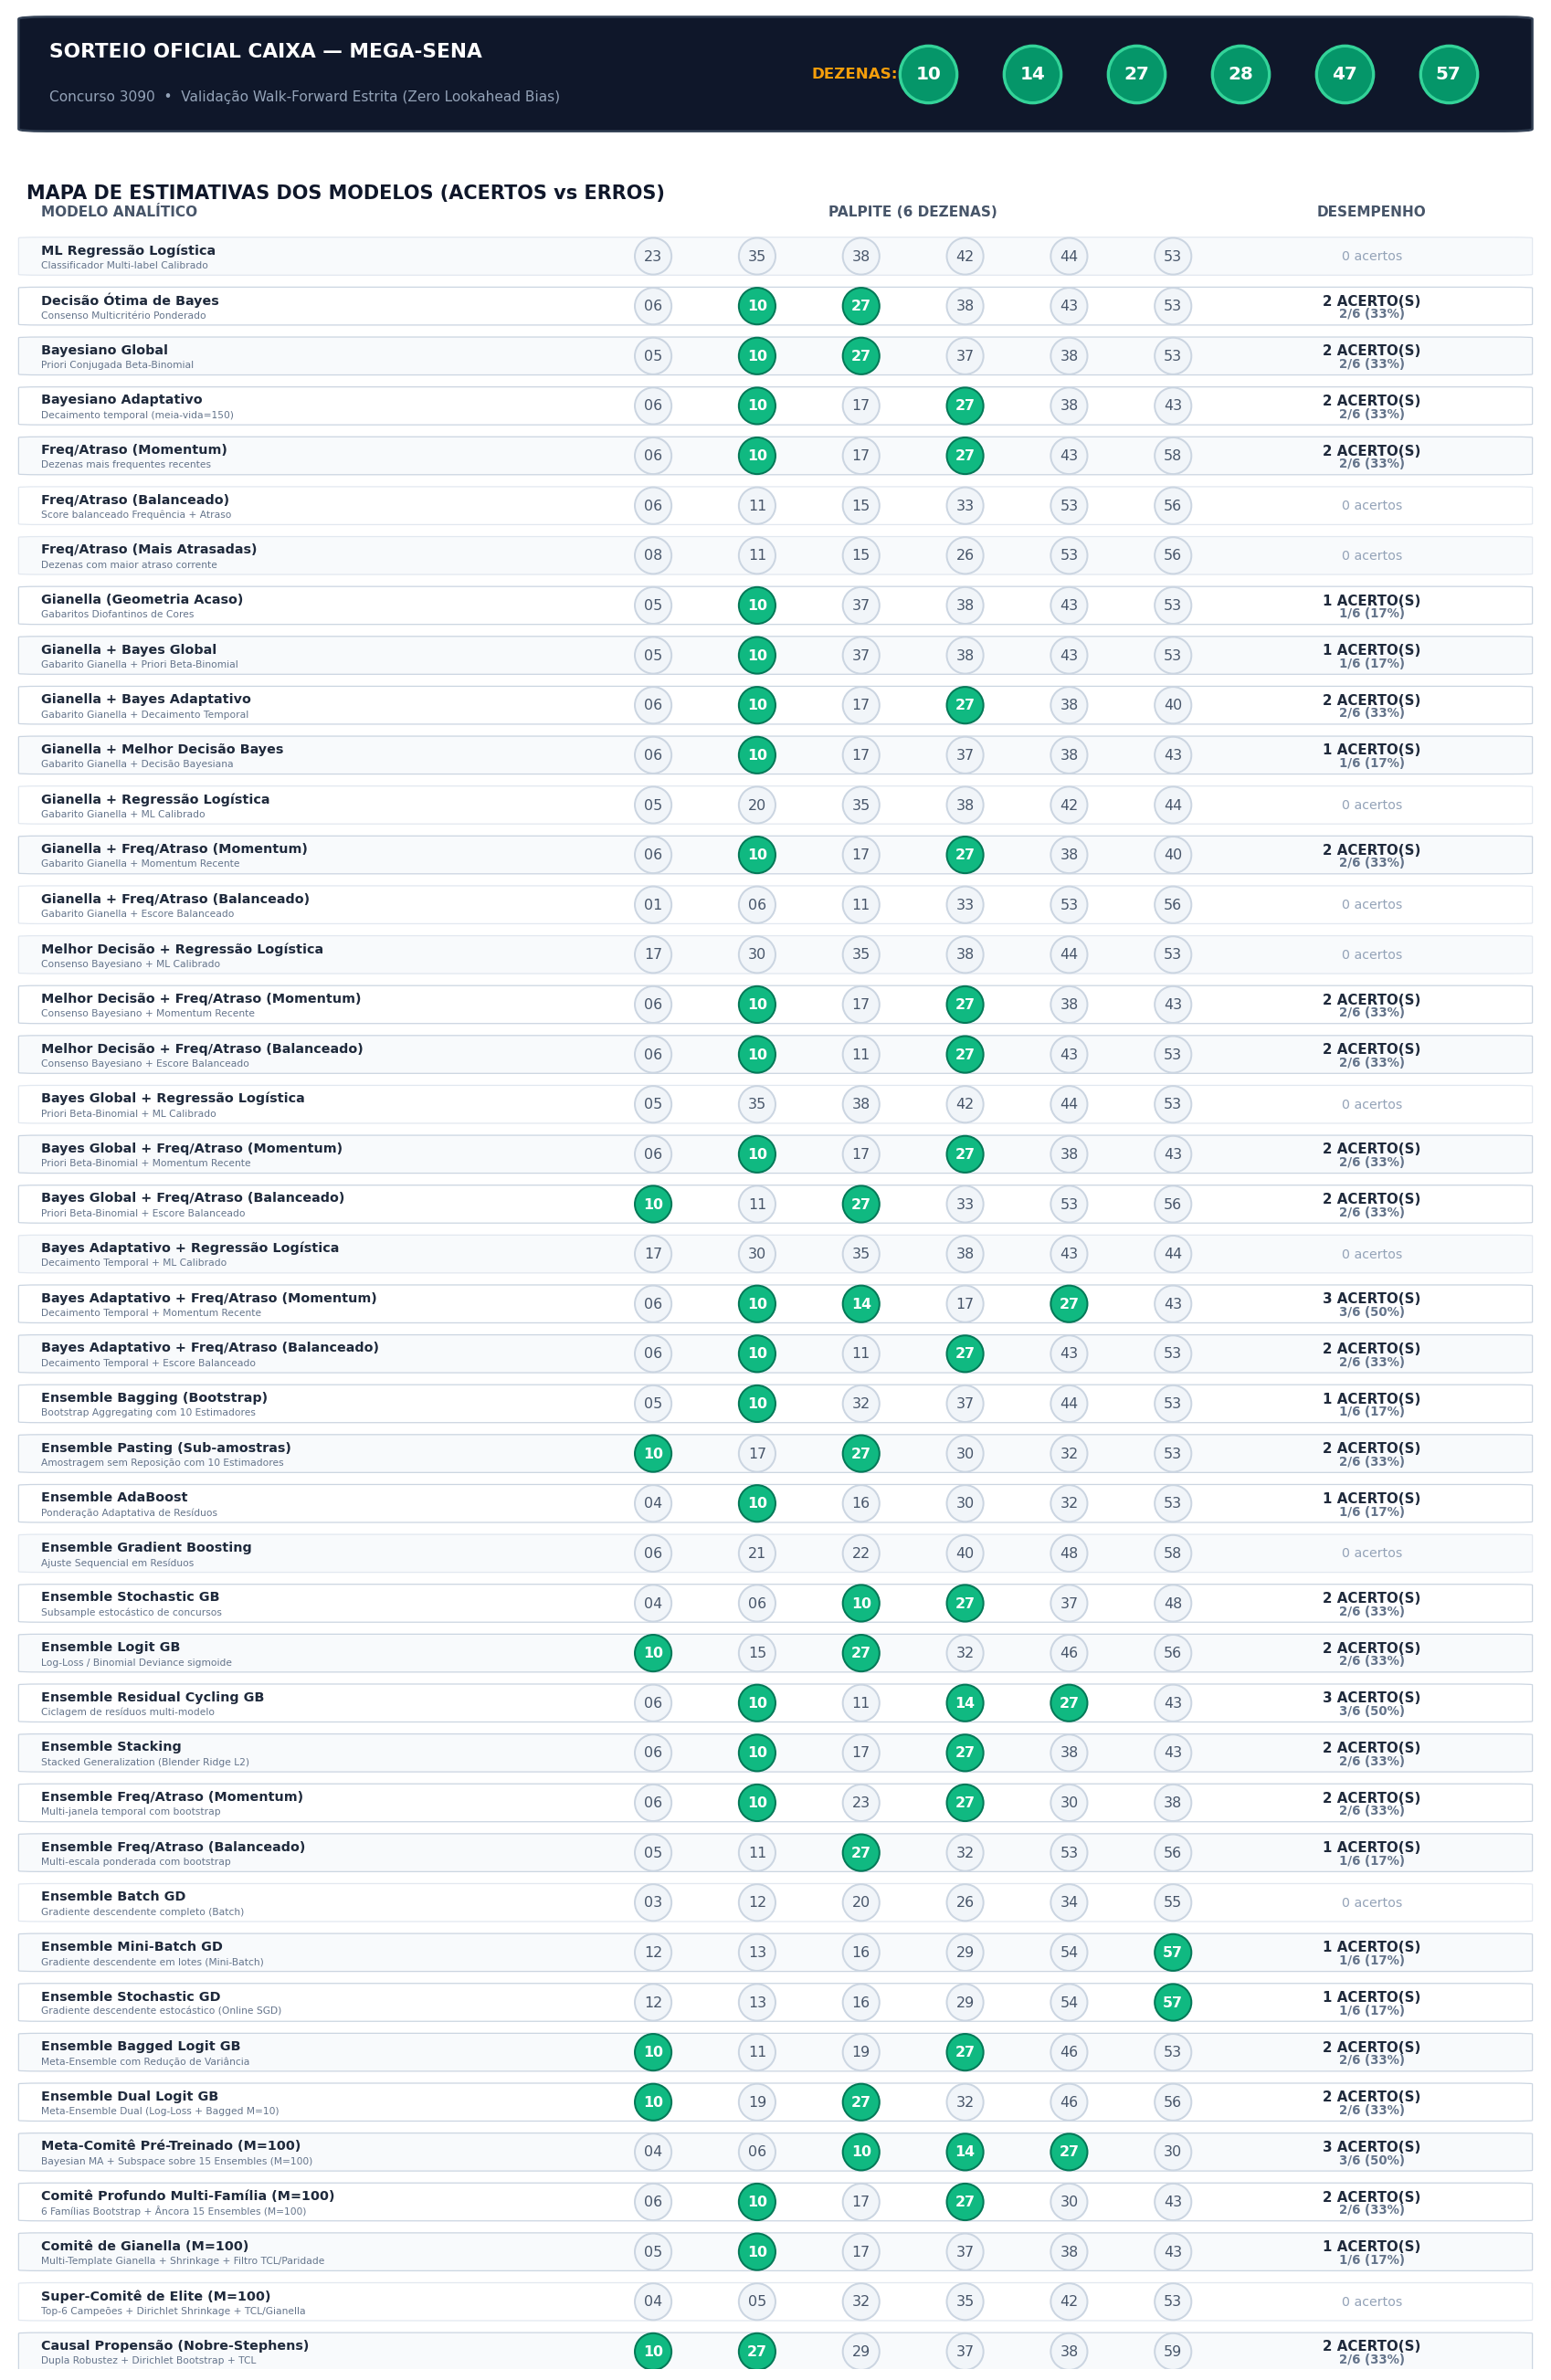 SORTEIO OFICIAL CAIXA — MEGA-SENA
DEZENAS: 10 14 27 28 47 57
Concurso 3090 • Validação Walk-Forward Estrita (Zero Lookahead Bias)
MAPA DE ESTIMATIVAS DOS MODELOS (ACERTOS vs ERROS)
MODELO ANALÍTICO PALPITE (6 DEZENAS) DESEMPENHO
ML Regressão Logística
Classificador Multi-label Calibrado
23 35 38 42 44 53
0 acertos
Decisão Ótima de Bayes
Consenso Multicritério Ponderado
06 10 27 38 43 53
2 ACERTO(S)
2/6 (33%)
Bayesiano Global
Priori Conjugada Beta-Binomial
05 10 27 37 38 53
2 ACERTO(S)
2/6 (33%)
Bayesiano Adaptativo
Decaimento temporal (meia-vida=150)
06 10 17 27 38 43
2 ACERTO(S)
2/6 (33%)
Freq/Atraso (Momentum)
Dezenas mais frequentes recentes
06 10 17 27 43 58
2 ACERTO(S)
2/6 (33%)
Freq/Atraso (Balanceado)
Score balanceado Frequência + Atraso
06 11 15 33 53 56
0 acertos
Freq/Atraso (Mais Atrasadas)
Dezenas com maior atraso corrente
08 11 15 26 53 56
0 acertos
Gianella (Geometria Acaso)
Gabaritos Diofantinos de Cores
05 10 37 38 43 53
1 ACERTO(S)
1/6 (17%)
Gianella + Bayes Global
Gabarito Gianella + Priori Beta-Binomial
05 10 37 38 43 53
1 ACERTO(S)
1/6 (17%)
Gianella + Bayes Adaptativo
Gabarito Gianella + Decaimento Temporal
06 10 17 27 38 40
2 ACERTO(S)
2/6 (33%)
Gianella + Melhor Decisão Bayes
Gabarito Gianella + Decisão Bayesiana
06 10 17 37 38 43
1 ACERTO(S)
1/6 (17%)
Gianella + Regressão Logística
Gabarito Gianella + ML Calibrado
05 20 35 38 42 44
0 acertos
Gianella + Freq/Atraso (Momentum)
Gabarito Gianella + Momentum Recente
06 10 17 27 38 40
2 ACERTO(S)
2/6 (33%)
Gianella + Freq/Atraso (Balanceado)
Gabarito Gianella + Escore Balanceado
01 06 11 33 53 56
0 acertos
Melhor Decisão + Regressão Logística
Consenso Bayesiano + ML Calibrado
17 30 35 38 44 53
0 acertos
Melhor Decisão + Freq/Atraso (Momentum)
Consenso Bayesiano + Momentum Recente
06 10 17 27 38 43
2 ACERTO(S)
2/6 (33%)
Melhor Decisão + Freq/Atraso (Balanceado)
Consenso Bayesiano + Escore Balanceado
06 10 11 27 43 53
2 ACERTO(S)
2/6 (33%)
Bayes Global + Regressão Logística
Priori Beta-Binomial + ML Calibrado
05 35 38 42 44 53
0 acertos
Bayes Global + Freq/Atraso (Momentum)
Priori Beta-Binomial + Momentum Recente
06 10 17 27 38 43
2 ACERTO(S)
2/6 (33%)
Bayes Global + Freq/Atraso (Balanceado)
Priori Beta-Binomial + Escore Balanceado
10 11 27 33 53 56
2 ACERTO(S)
2/6 (33%)
Bayes Adaptativo + Regressão Logística
Decaimento Temporal + ML Calibrado
17 30 35 38 43 44
0 acertos
Bayes Adaptativo + Freq/Atraso (Momentum)
Decaimento Temporal + Momentum Recente
06 10 14 17 27 43
3 ACERTO(S)
3/6 (50%)
Bayes Adaptativo + Freq/Atraso (Balanceado)
Decaimento Temporal + Escore Balanceado
06 10 11 27 43 53
2 ACERTO(S)
2/6 (33%)
Ensemble Bagging (Bootstrap)
Bootstrap Aggregating com 10 Estimadores
05 10 32 37 44 53
1 ACERTO(S)
1/6 (17%)
Ensemble Pasting (Sub-amostras)
Amostragem sem Reposição com 10 Estimadores
10 17 27 30 32 53
2 ACERTO(S)
2/6 (33%)
Ensemble AdaBoost
Ponderação Adaptativa de Resíduos
04 10 16 30 32 53
1 ACERTO(S)
1/6 (17%)
Ensemble Gradient Boosting
Ajuste Sequencial em Resíduos
06 21 22 40 48 58
0 acertos
Ensemble Stochastic GB
Subsample estocástico de concursos
04 06 10 27 37 48
2 ACERTO(S)
2/6 (33%)
Ensemble Logit GB
Log-Loss / Binomial Deviance sigmoide
10 15 27 32 46 56
2 ACERTO(S)
2/6 (33%)
Ensemble Residual Cycling GB
Ciclagem de resíduos multi-modelo
06 10 11 14 27 43
3 ACERTO(S)
3/6 (50%)
Ensemble Stacking
Stacked Generalization (Blender Ridge L2)
06 10 17 27 38 43
2 ACERTO(S)
2/6 (33%)
Ensemble Freq/Atraso (Momentum)
Multi-janela temporal com bootstrap
06 10 23 27 30 38
2 ACERTO(S)
2/6 (33%)
Ensemble Freq/Atraso (Balanceado)
Multi-escala ponderada com bootstrap
05 11 27 32 53 56
1 ACERTO(S)
1/6 (17%)
Ensemble Batch GD
Gradiente descendente completo (Batch)
03 12 20 26 34 55
0 acertos
Ensemble Mini-Batch GD
Gradiente descendente em lotes (Mini-Batch)
12 13 16 29 54 57
1 ACERTO(S)
1/6 (17%)
Ensemble Stochastic GD
Gradiente descendente estocástico (Online SGD)
12 13 16 29 54 57
1 ACERTO(S)
1/6 (17%)
Ensemble Bagged Logit GB
Meta-Ensemble com Redução de Variância
10 11 19 27 46 53
2 ACERTO(S)
2/6 (33%)
Ensemble Dual Logit GB
Meta-Ensemble Dual (Log-Loss + Bagged M=10)
10 19 27 32 46 56
2 ACERTO(S)
2/6 (33%)
Meta-Comitê Pré-Treinado (M=100)
Bayesian MA + Subspace sobre 15 Ensembles (M=100)
04 06 10 14 27 30
3 ACERTO(S)
3/6 (50%)
Comitê Profundo Multi-Família (M=100)
6 Famílias Bootstrap + Âncora 15 Ensembles (M=100)
06 10 17 27 30 43
2 ACERTO(S)
2/6 (33%)
Comitê de Gianella (M=100)
Multi-Template Gianella + Shrinkage + Filtro TCL/Paridade
05 10 17 37 38 43
1 ACERTO(S)
1/6 (17%)
Super-Comitê de Elite (M=100)
Top-6 Campeões + Dirichlet Shrinkage + TCL/Gianella
04 05 32 35 42 53
0 acertos
Causal Propensão (Nobre-Stephens)
Dupla Robustez + Dirichlet Bootstrap + TCL
10 27 29 37 38 59
2 ACERTO(S)
2/6 (33%)